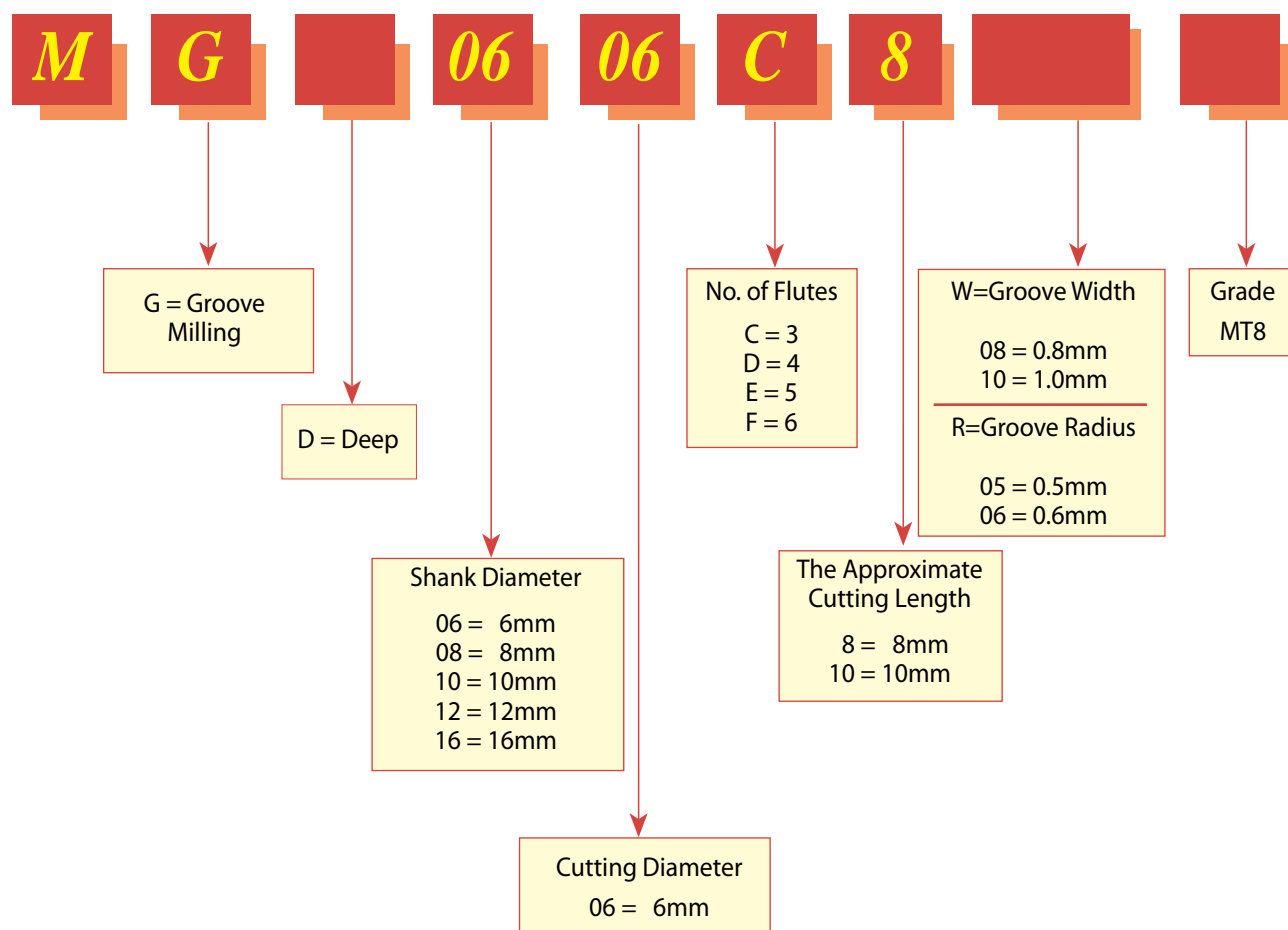 M G 06 06 C 8
G = Groove
Milling
D = Deep
Shank Diameter
06 = 6mm
08 = 8mm
10 = 10mm
12 = 12mm
16 = 16mm
Cutting Diameter
06 = 6mm
No. of Flutes
C = 3
D = 4
E = 5
F = 6
The Approximate
Cutting Length
8 = 8mm
10 = 10mm
W=Groove Width
08 = 0.8mm
10 = 1.0mm
R=Groove Radius
05 = 0.5mm
06 = 0.6mm
Grade
MT8